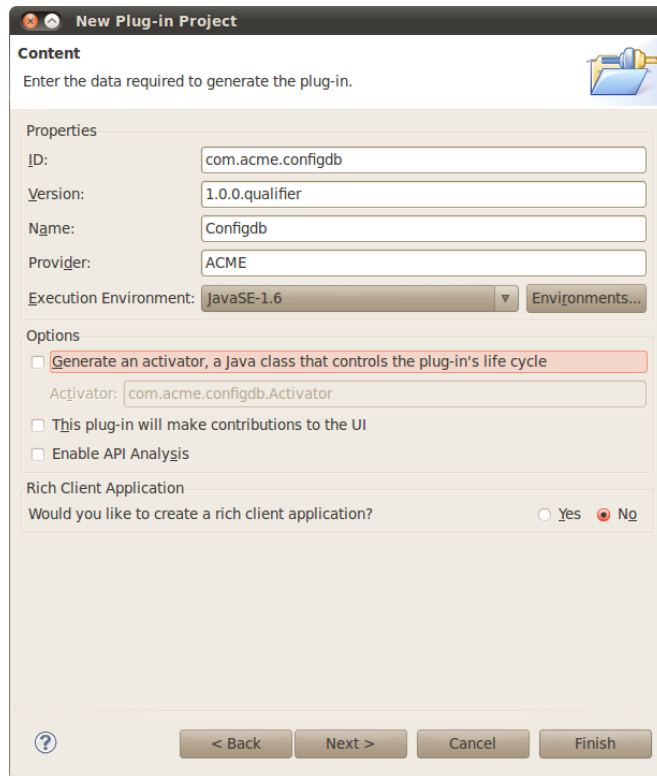 New Plug-in Project
Content
Enter the data required to generate the plug-in.
Properties
ID: com.acme.configdb
Version: 1.0.0.qualifier
Name: Configdb
Provider: ACME
Execution Environment: JavaSE-1.6 Environments...
Options
Generate an activator, a Java class that controls the plug-in's life cycle
Activator: com.acme.configdb.Activator
This plug-in will make contributions to the UI
Enable API Analysis
Rich Client Application
Would you like to create a rich client application? Yes No
? < Back Next > Cancel Finish